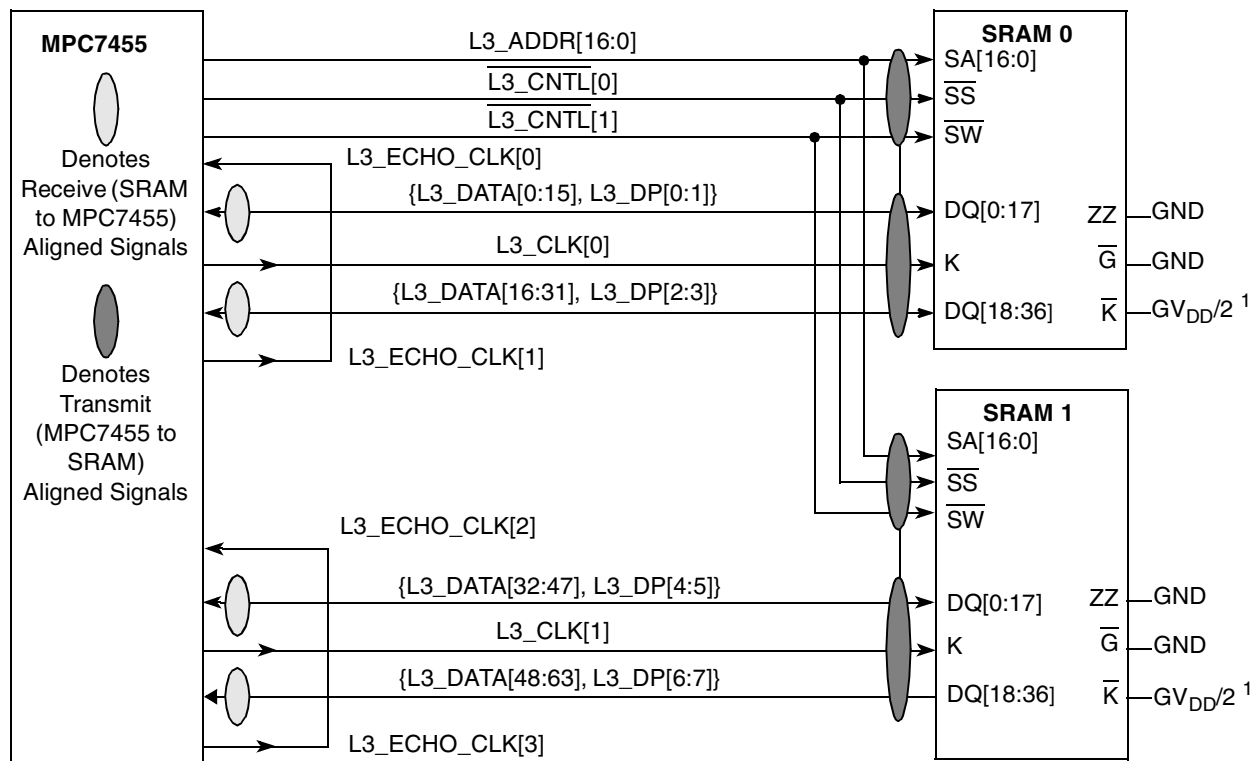 MPC7455
Denotes
Receive (SRAM
to MPC7455)
Aligned Signals
Denotes
Transmit
(MPC7455 to
SRAM)
Aligned Signals
L3_ADDR[16:0]
L3_CNTL[0]
L3_CNTL[1]
L3_ECHO_CLK[0]
{L3_DATA[0:15], L3_DP[0:1]}
L3_CLK[0]
{L3_DATA[16:31], L3_DP[2:3]}
L3_ECHO_CLK[1]
SRAM 0
SA[16:0]
SS
SW
DQ[0:17] ZZ GND
K G GND
DQ[18:36] K GVDD/2 1
L3_ECHO_CLK[2]
{L3_DATA[32:47], L3_DP[4:5]}
L3_CLK[1]
{L3_DATA[48:63], L3_DP[6:7]}
L3_ECHO_CLK[3]
SRAM 1
SA[16:0]
SS
SW
DQ[0:17] ZZ GND
K G GND
DQ[18:36] K GVDD/2 1